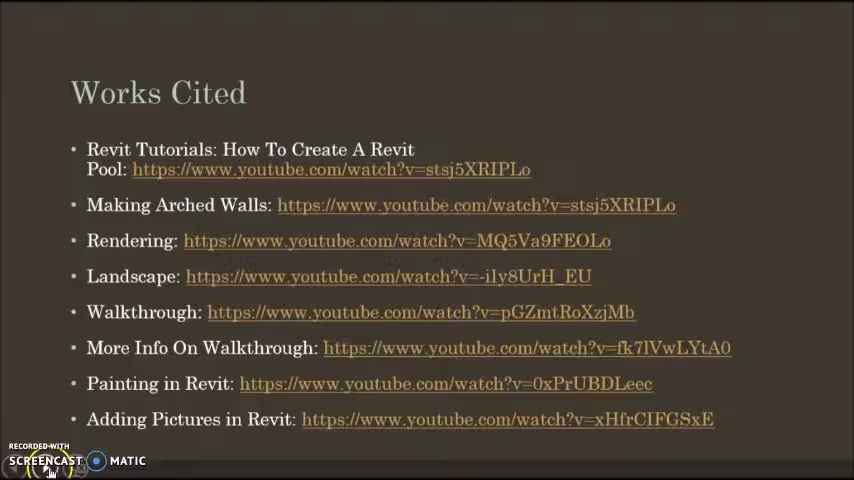 Works Cited
• Revit Tutorials: How To Create A Revit
Pool: https://www.youtube.com/watch?v=stsj5XRIPLo
• Making Arched Walls: https://www.youtube.com/watch?v=stsj5XRIPLo
• Rendering: https://www.youtube.com/watch?v=MQ5Va9FEOLo
• Landscape: https://www.youtube.com/watch?v=-i1y8UrH_EU
• Walkthrough: https://www.youtube.com/watch?v=pGZmtRoXzjMb
• More Info On Walkthrough: https://www.youtube.com/watch?v=fk7lVwLYtA0
• Painting in Revit: https://www.youtube.com/watch?v=0xPrUBDLeec
• Adding Pictures in Revit: https://www.youtube.com/watch?v=xHfrCIFGSxE
RECORDED WITH
SCREENCAST MATIC